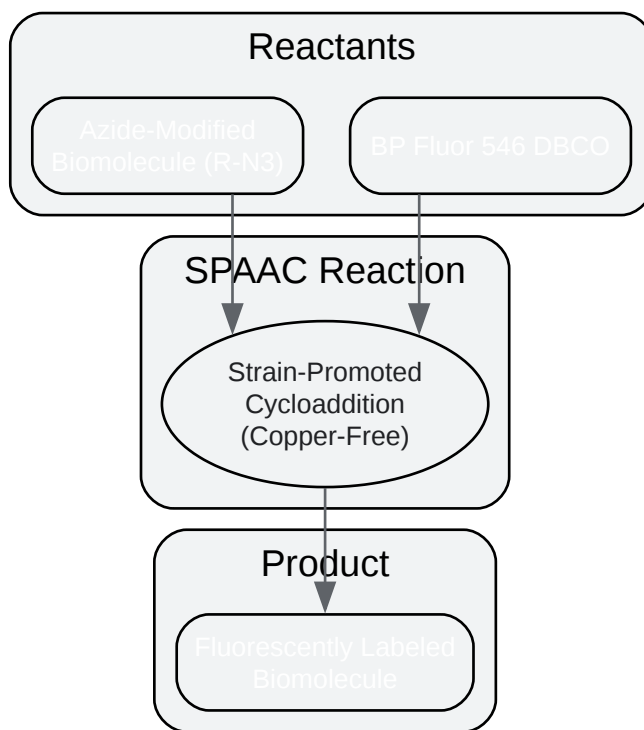 Reactants
Azide-Modified
Biomolecule (R-N3)
BP Fluor 546 DBCO
SPAAC Reaction
Strain-Promoted
Cycloaddition
(Copper-Free)
Product
Fluorescently Labeled
Biomolecule